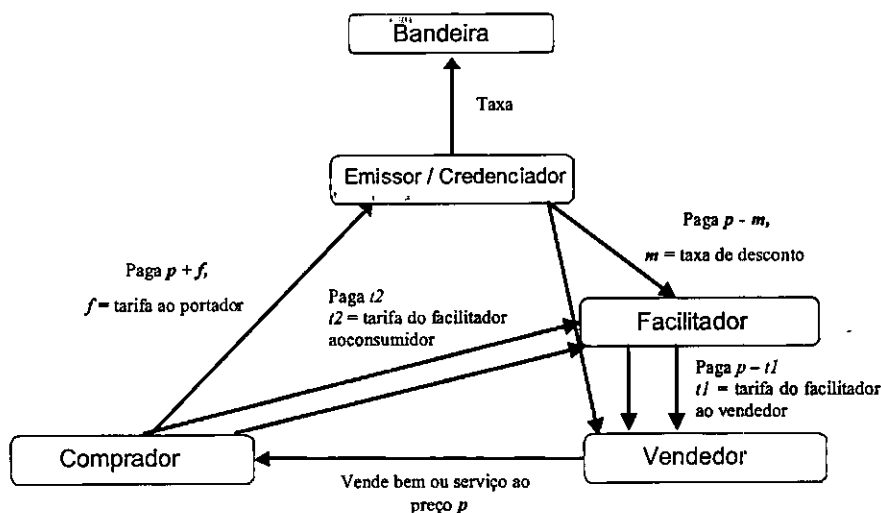 Bandeira
Taxa
Emissor / Credenciador
Paga p - m,
m = taxa de desconto
Paga p + f,
f = tarifa ao portador
Paga t2
t2 = tarifa do facilitador
aoconsumidor
Facilitador
Paga p – t1
t1 = tarifa do facilitador
ao vendedor
Comprador
Vendedor
Vende bem ou serviço ao
preço p